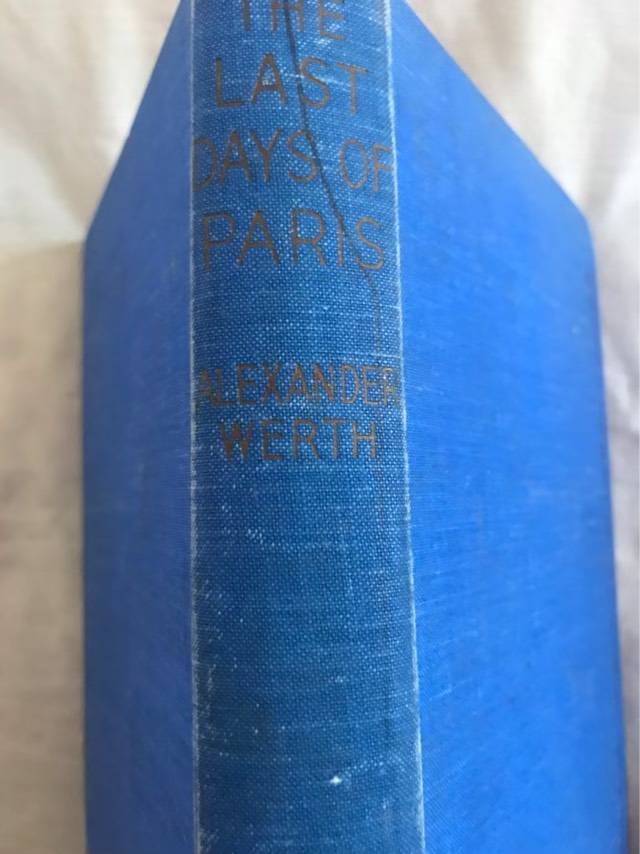 THE
LAST
DAYS OF
PARIS
ALEXANDER
WERTH